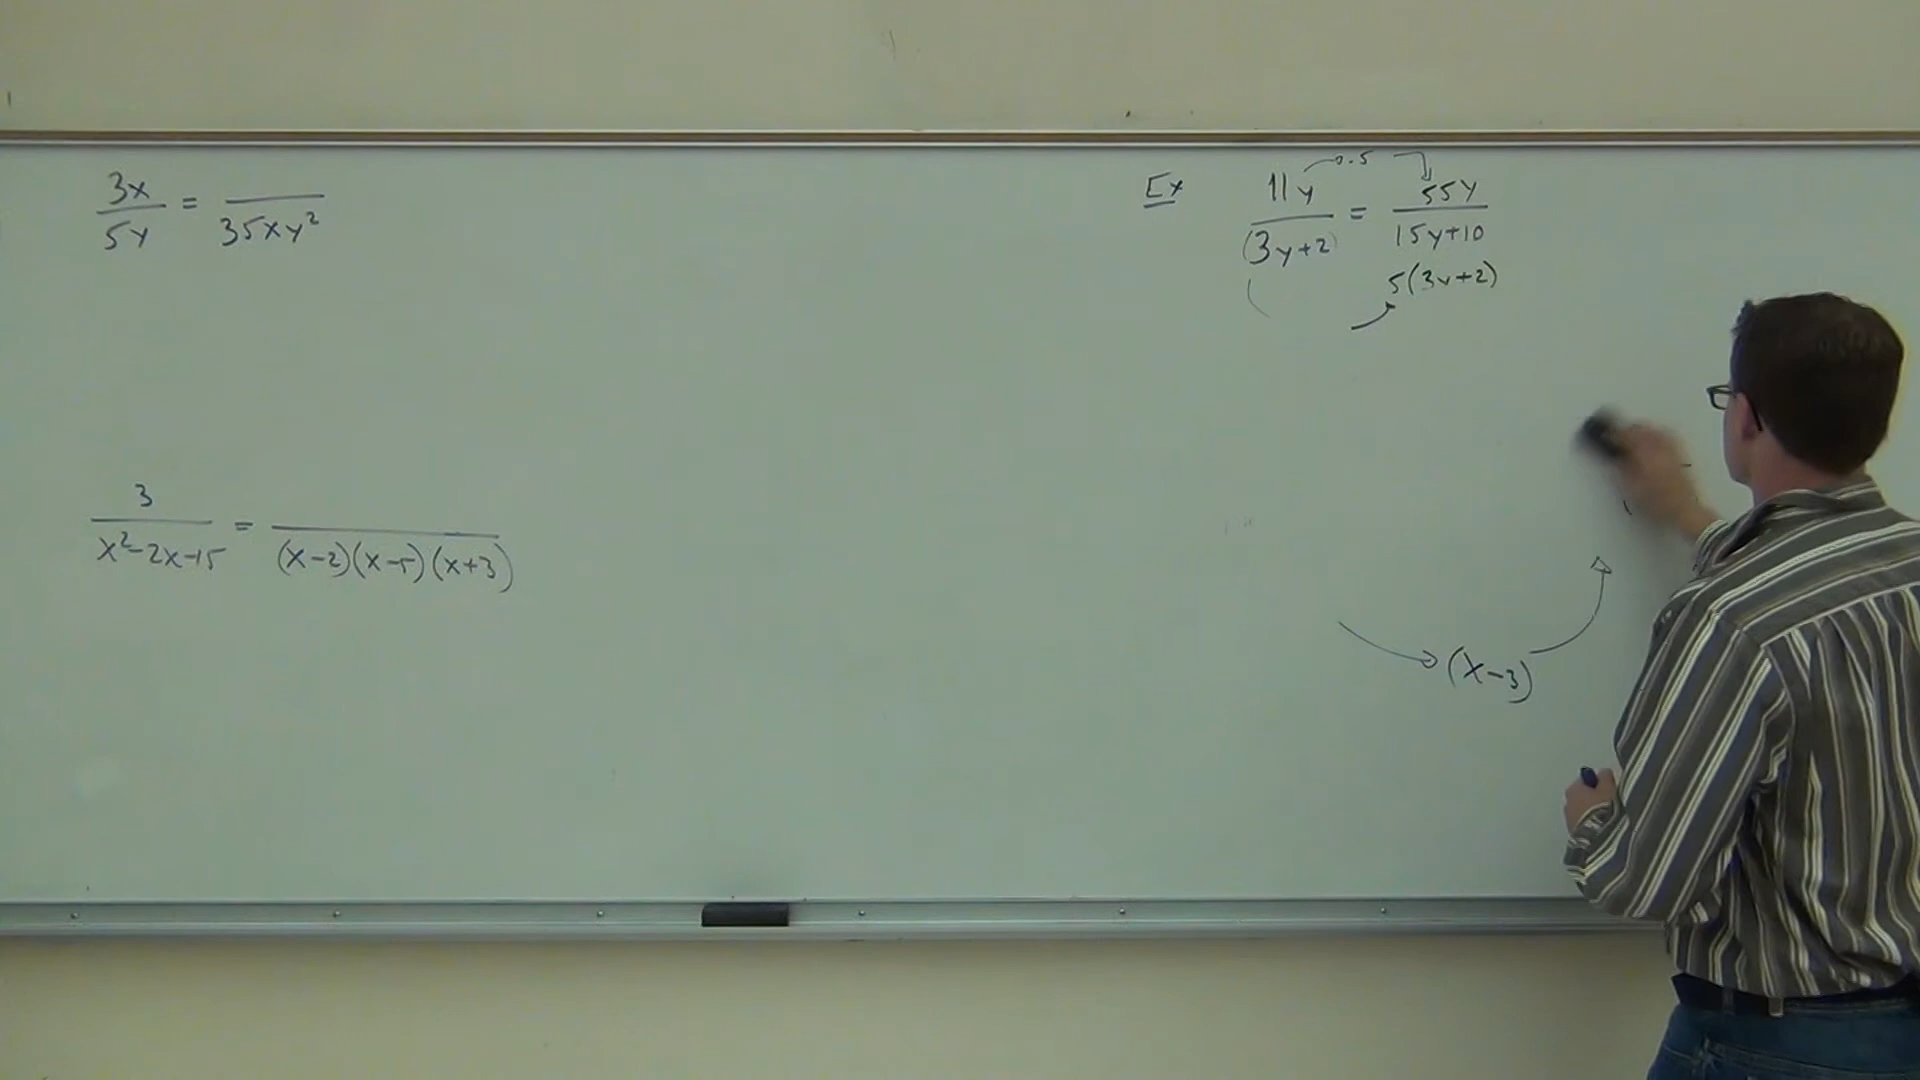 3x/5y = /35xy²
3/x²-2x-15 = /(x-2)(x-5)(x+3)
Ex 11y/(3y+2) = 55y/15y+10
·5
5(3y+2)
(x-3)